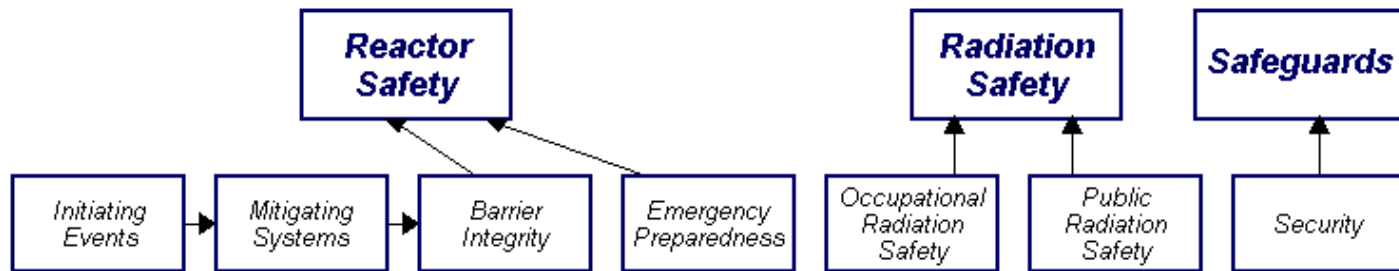 Reactor
Safety
Radiation
Safety
Safeguards
Initiating
Events
Mitigating
Systems
Barrier
Integrity
Emergency
Preparedness
Occupational
Radiation
Safety
Public
Radiation
Safety
Security